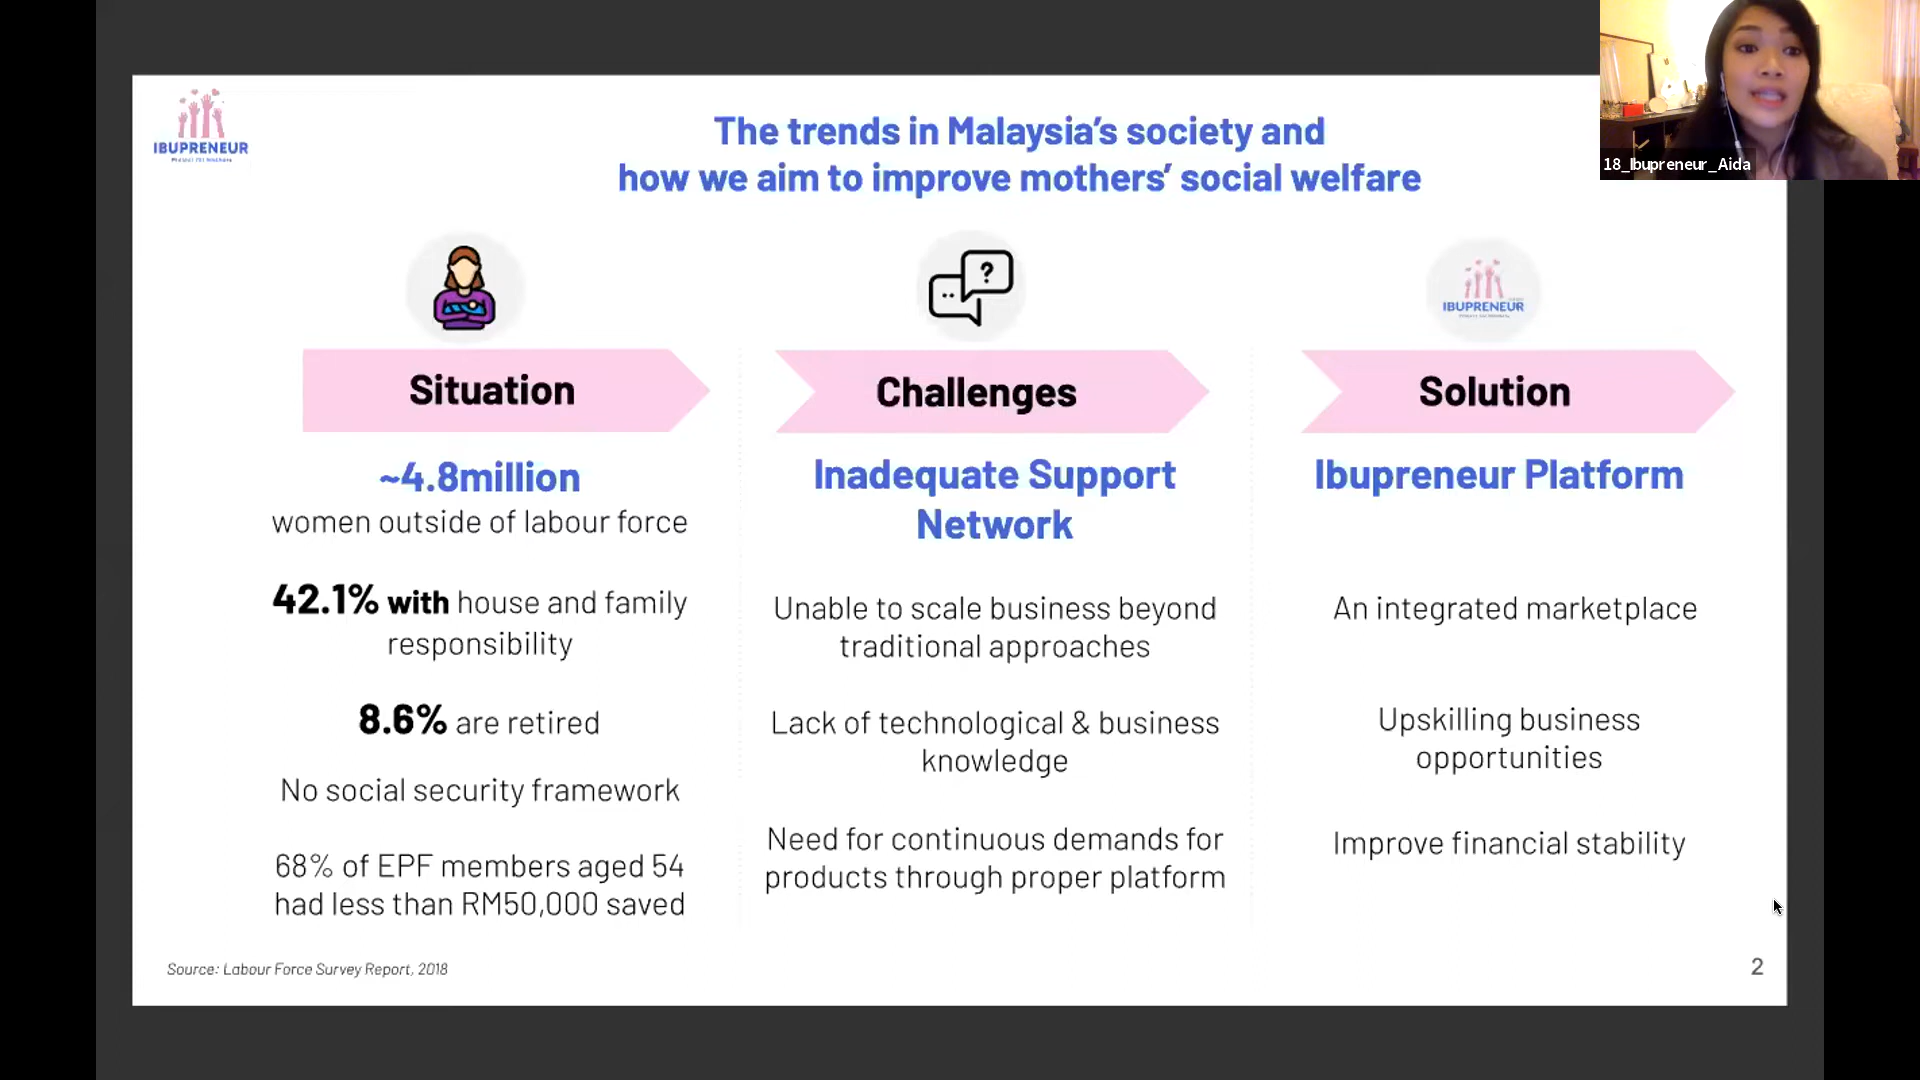 IBUPRENEUR
The trends in Malaysia's society and
how we aim to improve mothers' social welfare
18_Ibupreneur_Aida
?
IBUPRENEUR
Situation
Challenges
Solution
~4.8million
women outside of labour force
42.1% with house and family
responsibility
8.6% are retired
No social security framework
68% of EPF members aged 54
had less than RM50,000 saved
Inadequate Support
Network
Unable to scale business beyond
traditional approaches
Lack of technological & business
knowledge
Need for continuous demands for
products through proper platform
Ibupreneur Platform
An integrated marketplace
Upskilling business
opportunities
Improve financial stability
Source: Labour Force Survey Report, 2018
2